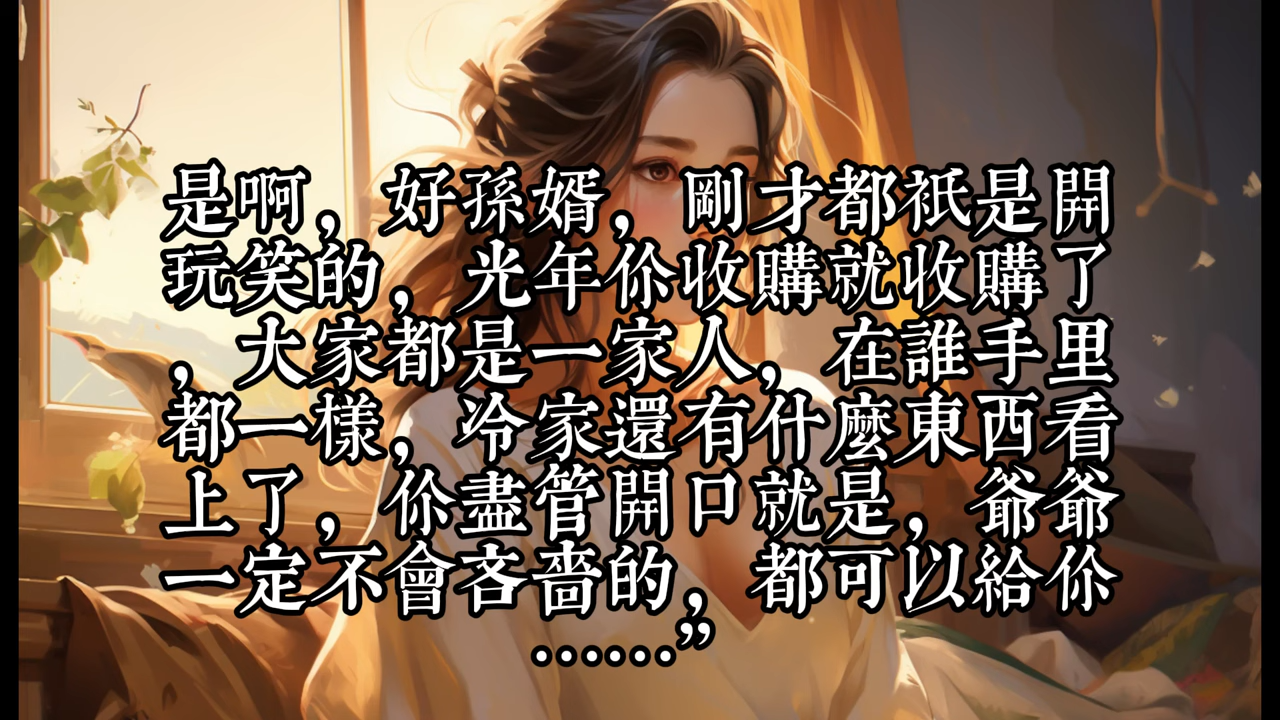 是啊，好孫婿，剛才都衹是開
玩笑的，光年你收購就收購了
，大家都是一家人，在誰手里
都一樣，冷家還有什麼東西看
上了，你盡管開口就是，爺爺
一定不會吝嗇的，都可以給你
……”